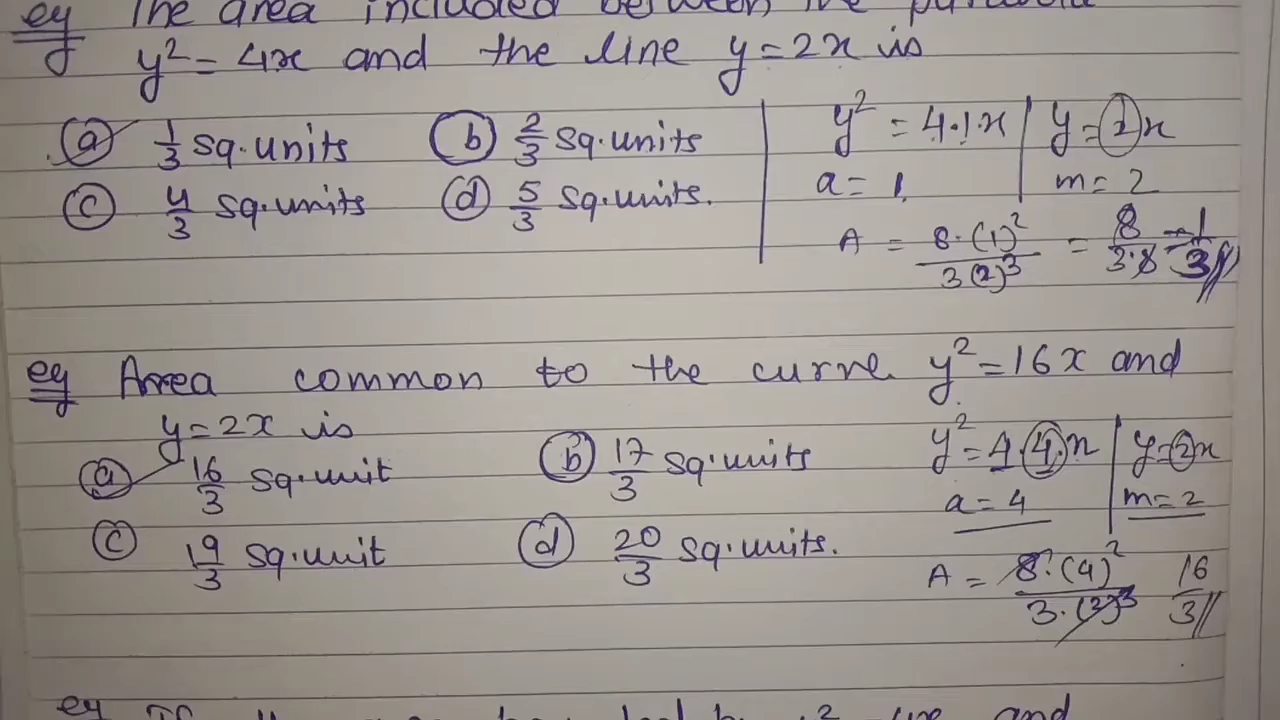 eg The area included between the parabola
y² = 4x and the line y = 2x is
(a) 1/3 sq. units (b) 2/3 sq. units
(c) 4/3 sq. units (d) 5/3 sq. units.
y² = 4·1·x | y = 2x
a = 1 m = 2
A = 8·(1)²/3(2)³ = 8/3·8 = 1/3
eg Area common to the curve y² = 16x and
y = 2x is
(a) 16/3 sq. unit (b) 17/3 sq. units
(c) 19/3 sq. unit (d) 20/3 sq. units.
y² = 4·4·x | y = 2x
a = 4 m = 2
A = 8·(4)²/3·(2)³ 16/3
eg and